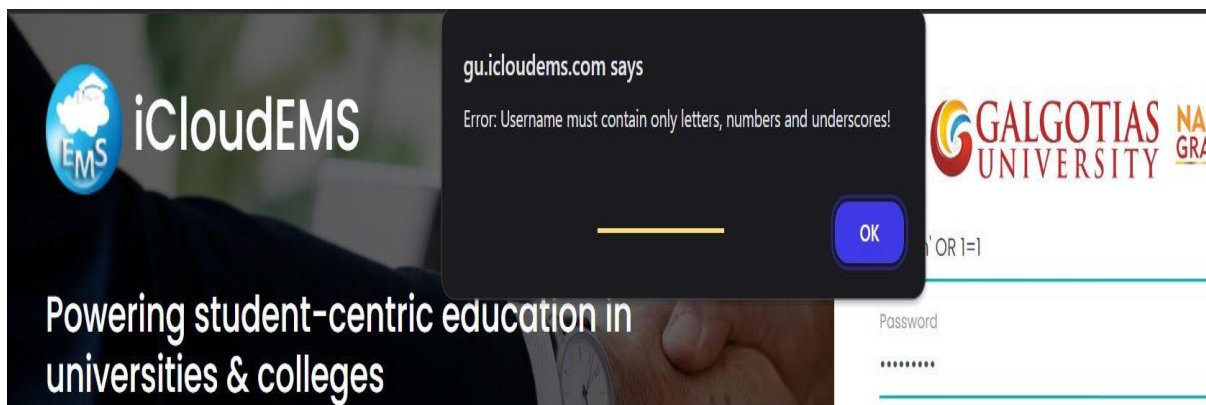 iCloudEMS
EMS
gu.icloudems.com says
Error: Username must contain only letters, numbers and underscores!
OK
GALGOTIAS
UNIVERSITY
' OR 1=1
Password
Powering student-centric education in
universities & colleges